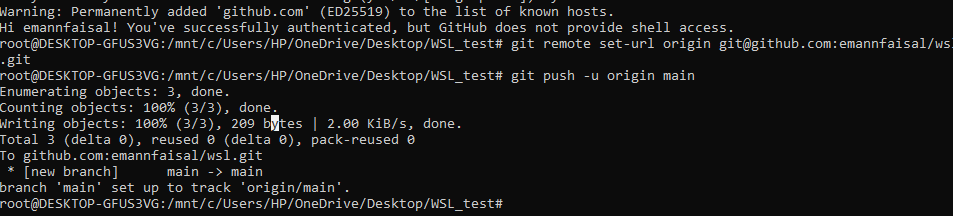 Warning: Permanently added 'github.com' (ED25519) to the list of known hosts.
Hi emannfaisal! You've successfully authenticated, but GitHub does not provide shell access.
root@DESKTOP-GFUS3VG:/mnt/c/Users/HP/OneDrive/Desktop/WSL_test# git remote set-url origin git@github.com:emannfaisal/wsl
.git
root@DESKTOP-GFUS3VG:/mnt/c/Users/HP/OneDrive/Desktop/WSL_test# git push -u origin main
Enumerating objects: 3, done.
Counting objects: 100% (3/3), done.
Writing objects: 100% (3/3), 209 bytes | 2.00 KiB/s, done.
Total 3 (delta 0), reused 0 (delta 0), pack-reused 0
To github.com:emannfaisal/wsl.git
 * [new branch]      main -> main
branch 'main' set up to track 'origin/main'.
root@DESKTOP-GFUS3VG:/mnt/c/Users/HP/OneDrive/Desktop/WSL_test#